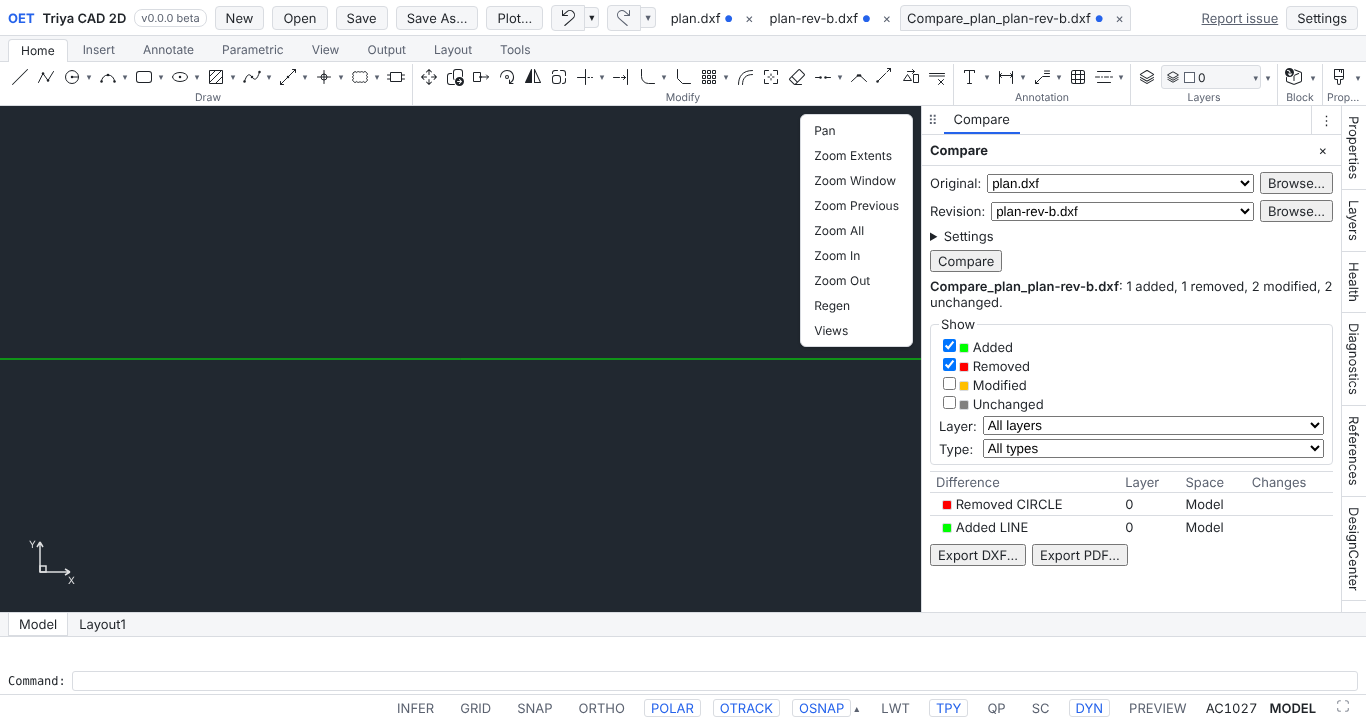 OET Triya CAD 2D v0.0.0 beta New Open Save Save As... Plot... plan.dxf × plan-rev-b.dxf × Compare_plan_plan-rev-b.dxf × Report issue Settings
Home Insert Annotate Parametric View Output Layout Tools
0
Draw Modify Annotation Layers Block Prop...
Pan
Zoom Extents
Zoom Window
Zoom Previous
Zoom All
Zoom In
Zoom Out
Regen
Views
Y
X
Compare
Compare ×
Original: plan.dxf Browse...
Revision: plan-rev-b.dxf Browse...
Settings
Compare
Compare_plan_plan-rev-b.dxf: 1 added, 1 removed, 2 modified, 2
unchanged.
Show
Added
Removed
Modified
Unchanged
Layer: All layers
Type: All types
Difference Layer Space Changes
Removed CIRCLE 0 Model
Added LINE 0 Model
Export DXF... Export PDF...
Properties
Layers
Health
Diagnostics
References
DesignCenter
Model Layout1
Command:
INFER GRID SNAP ORTHO POLAR OTRACK OSNAP LWT TPY QP SC DYN PREVIEW AC1027 MODEL